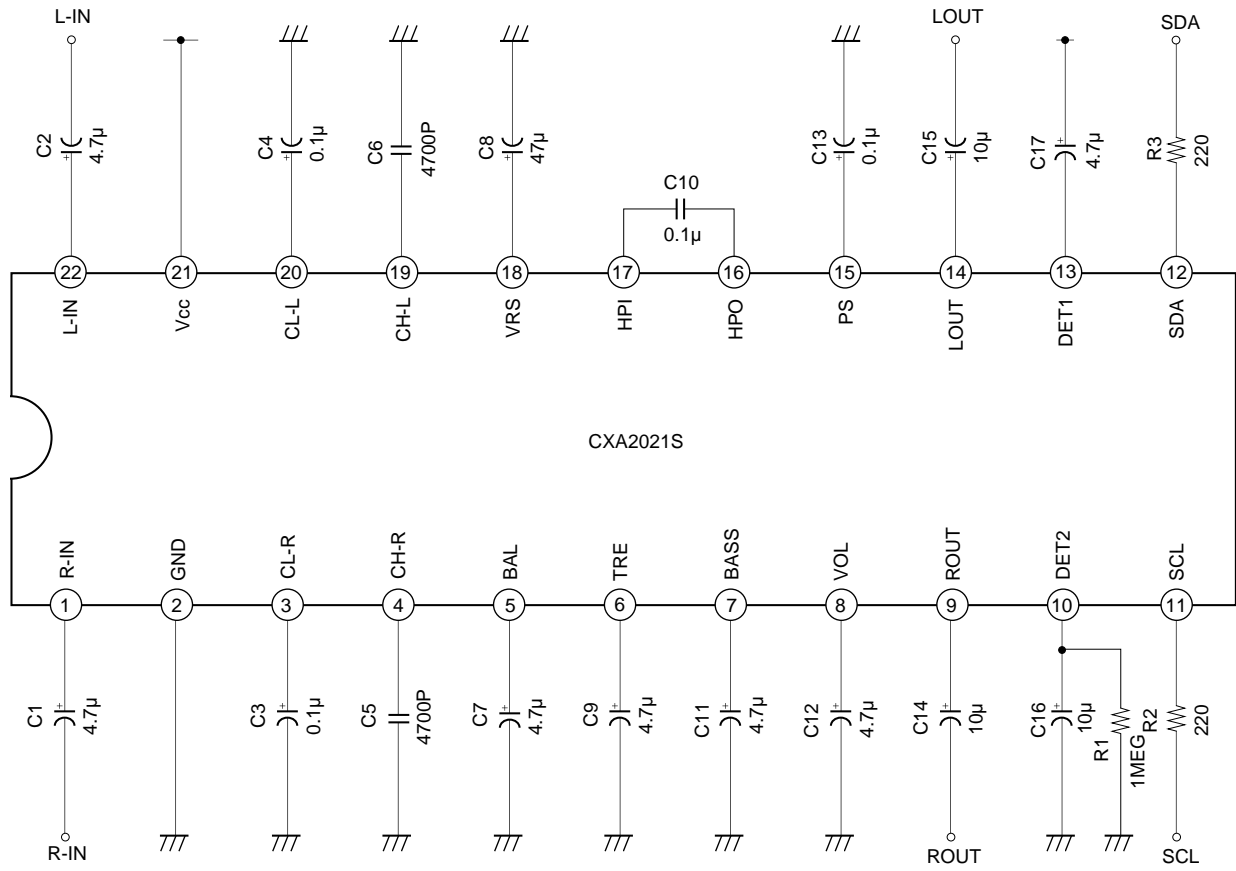 L-IN
LOUT
SDA
C2
4.7µ
C4
0.1µ
C6
4700P
C8
47µ
C10
0.1µ
C13
0.1µ
C15
10µ
C17
4.7µ
R3
220
22
21
20
19
18
17
16
15
14
13
12
L-IN
Vcc
CL-L
CH-L
VRS
HPI
HPO
PS
LOUT
DET1
SDA
CXA2021S
R-IN
GND
CL-R
CH-R
BAL
TRE
BASS
VOL
ROUT
DET2
SCL
1
2
3
4
5
6
7
8
9
10
11
C1
4.7µ
C3
0.1µ
C5
4700P
C7
4.7µ
C9
4.7µ
C11
4.7µ
C12
4.7µ
C14
10µ
C16
10µ
R1
1MEG
R2
220
R-IN
ROUT
SCL